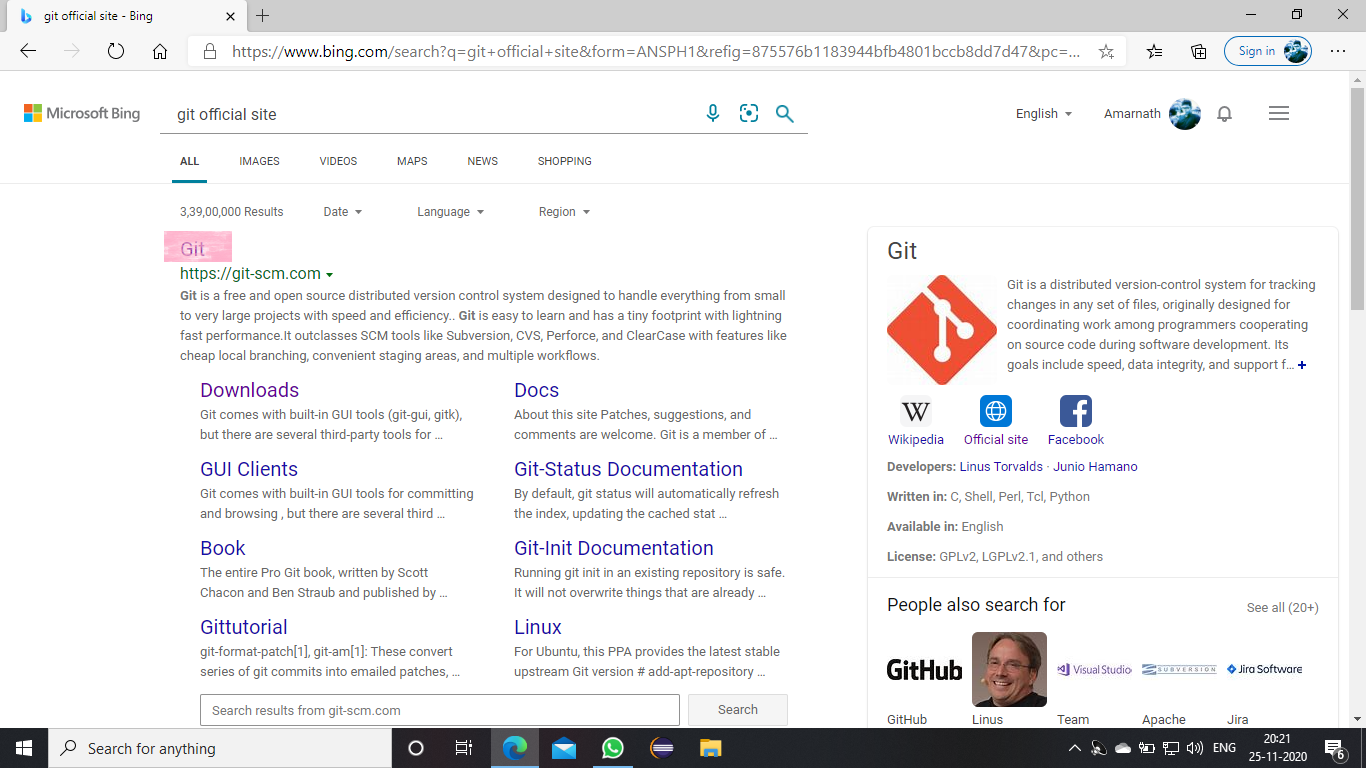 git official site - Bing
https://www.bing.com/search?q=git+official+site&form=ANSPH1&refig=875576b1183944bfb4801bccb8dd7d47&pc=...
Sign in
Microsoft Bing
git official site
English
Amarnath
ALL
IMAGES
VIDEOS
MAPS
NEWS
SHOPPING
3,39,00,000 Results
Date
Language
Region
Git
https://git-scm.com
Git is a free and open source distributed version control system designed to handle everything from small
to very large projects with speed and efficiency.. Git is easy to learn and has a tiny footprint with lightning
fast performance.It outclasses SCM tools like Subversion, CVS, Perforce, and ClearCase with features like
cheap local branching, convenient staging areas, and multiple workflows.
Downloads
Git comes with built-in GUI tools (git-gui, gitk),
but there are several third-party tools for ...
Docs
About this site Patches, suggestions, and
comments are welcome. Git is a member of ...
GUI Clients
Git comes with built-in GUI tools for committing
and browsing , but there are several third ...
Git-Status Documentation
By default, git status will automatically refresh
the index, updating the cached stat ...
Book
The entire Pro Git book, written by Scott
Chacon and Ben Straub and published by ...
Git-Init Documentation
Running git init in an existing repository is safe.
It will not overwrite things that are already ...
Gittutorial
git-format-patch[1], git-am[1]: These convert
series of git commits into emailed patches, ...
Linux
For Ubuntu, this PPA provides the latest stable
upstream Git version # add-apt-repository ...
Search results from git-scm.com
Search
Git
Git is a distributed version-control system for tracking
changes in any set of files, originally designed for
coordinating work among programmers cooperating
on source code during software development. Its
goals include speed, data integrity, and support f... +
W
Wikipedia
Official site
Facebook
Developers: Linus Torvalds · Junio Hamano
Written in: C, Shell, Perl, Tcl, Python
Available in: English
License: GPLv2, LGPLv2.1, and others
People also search for
See all (20+)
GitHub
Visual Studio
SUBVERSION
Jira Software
GitHub
Linus
Team
Apache
Jira
Search for anything
ENG
20:21
25-11-2020
6